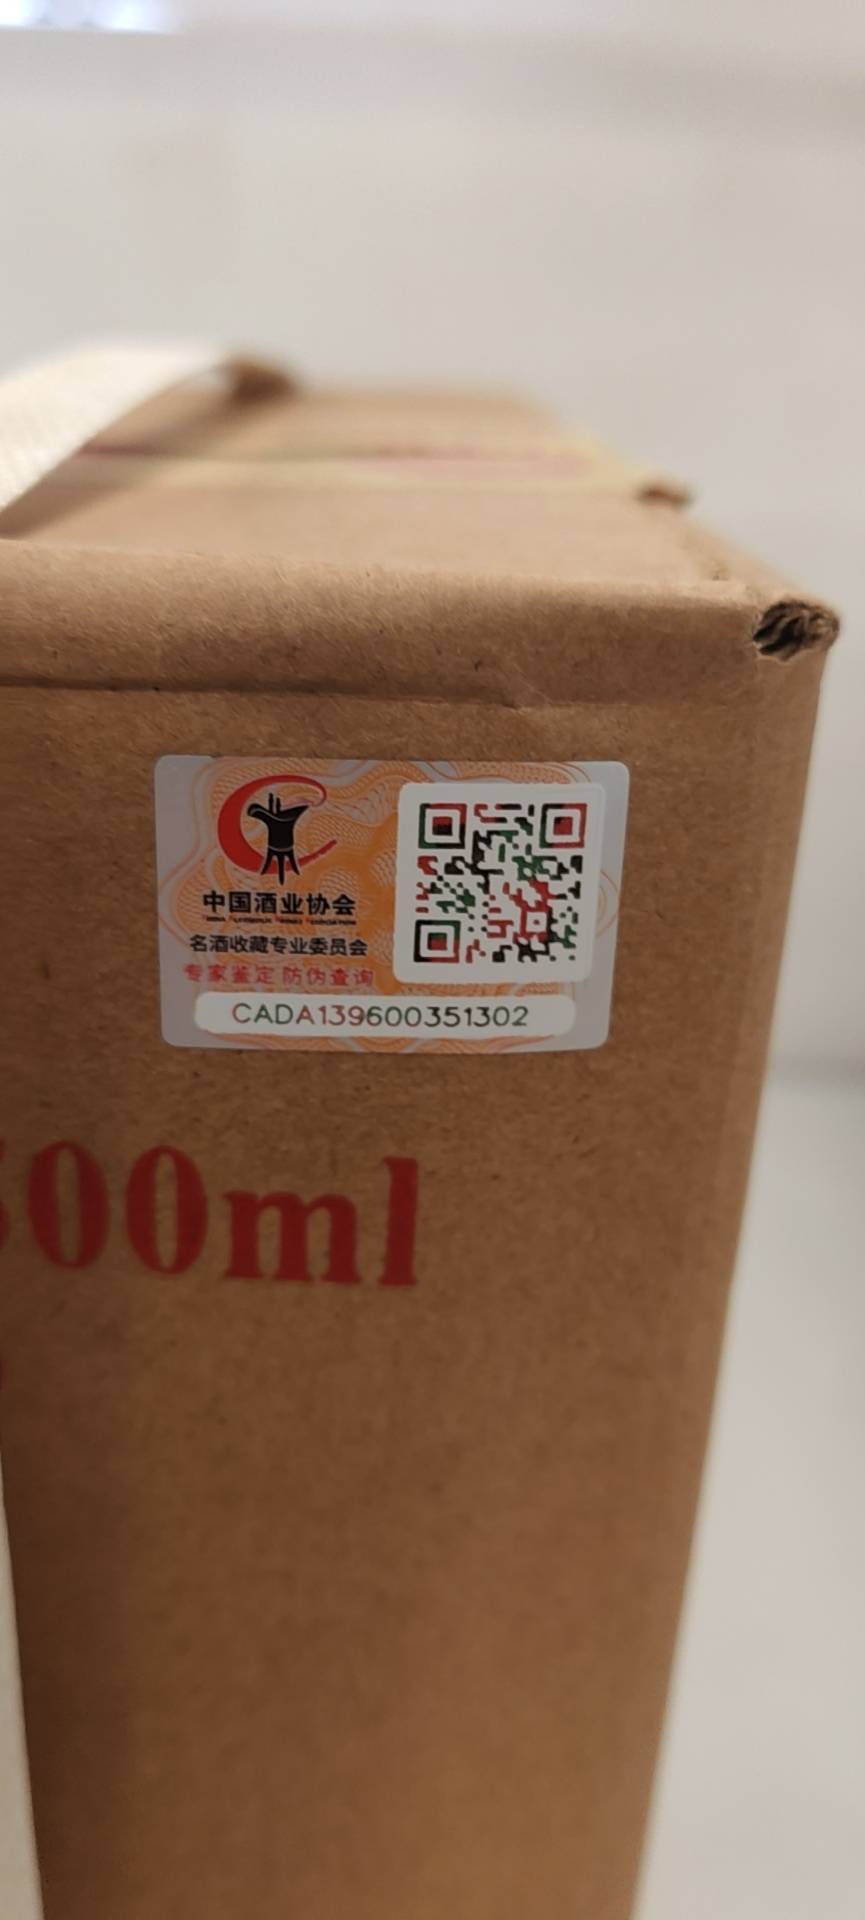 中国酒业协会
名酒收藏专业委员会
专家鉴定 防伪查询
CADA139600351302
00ml